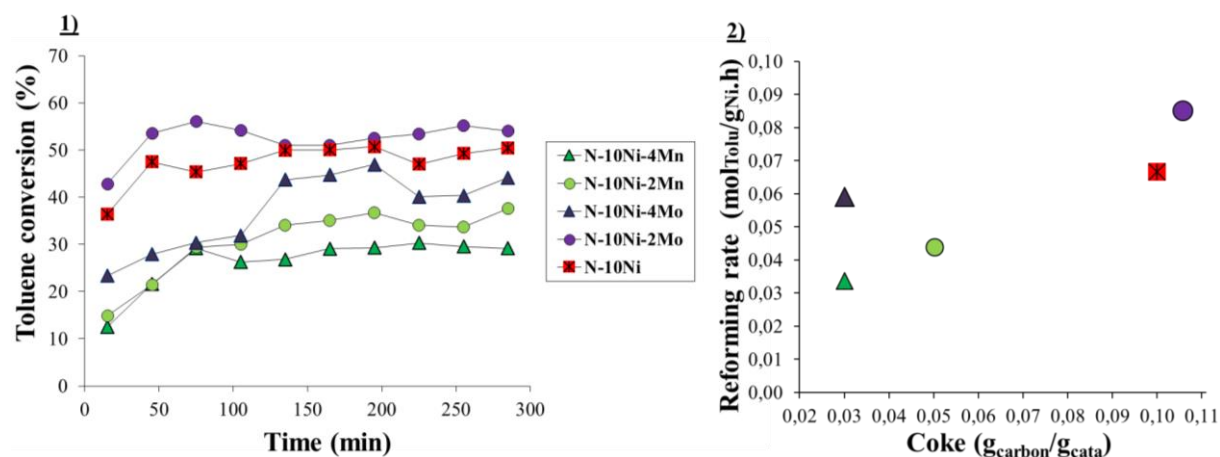 1)
Toluene conversion (%)
70
60
50
40
30
20
10
0
0 50 100 150 200 250 300
Time (min)
N-10Ni-4Mn
N-10Ni-2Mn
N-10Ni-4Mo
N-10Ni-2Mo
N-10Ni
2)
Reforming rate (molTolu/gNi.h)
0,10
0,09
0,08
0,07
0,06
0,05
0,04
0,03
0,02
0,01
0,00
0,02 0,03 0,04 0,05 0,06 0,07 0,08 0,09 0,10 0,11
Coke (gcarbon/gcata)